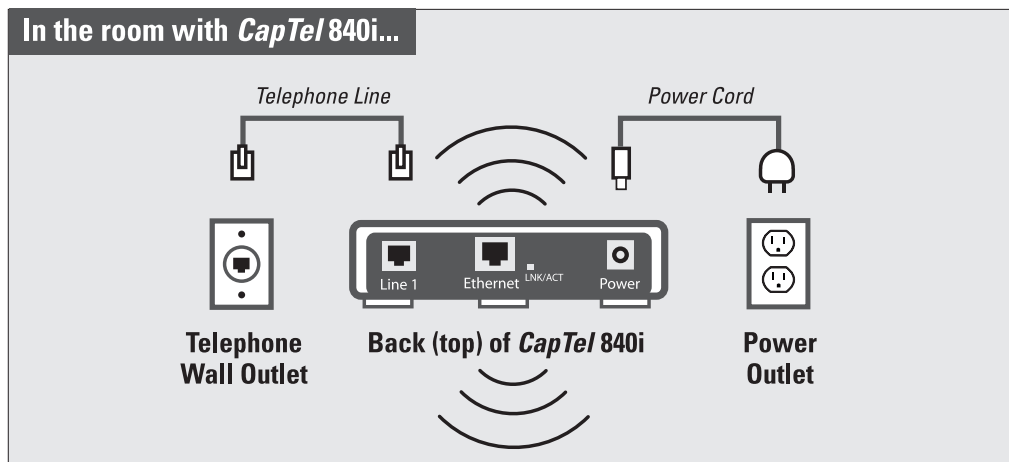 In the room with CapTel 840i...
Telephone Line
Power Cord
Line 1
Ethernet
LNK/ACT
Power
Telephone
Wall Outlet
Back (top) of CapTel 840i
Power
Outlet